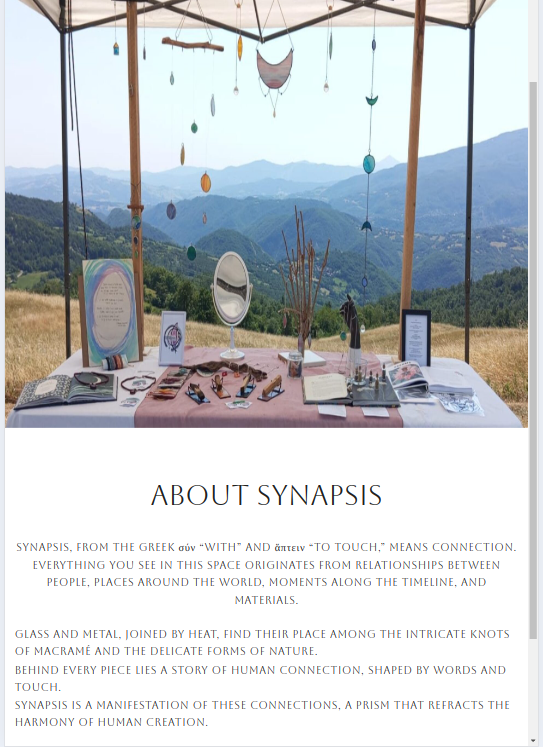 ABOUT SYNAPSIS
SYNAPSIS, FROM THE GREEK σύν “WITH” AND ἅπτειν “TO TOUCH,” MEANS CONNECTION.
EVERYTHING YOU SEE IN THIS SPACE ORIGINATES FROM RELATIONSHIPS BETWEEN
PEOPLE, PLACES AROUND THE WORLD, MOMENTS ALONG THE TIMELINE, AND
MATERIALS.
GLASS AND METAL, JOINED BY HEAT, FIND THEIR PLACE AMONG THE INTRICATE KNOTS
OF MACRAMÉ AND THE DELICATE FORMS OF NATURE.
BEHIND EVERY PIECE LIES A STORY OF HUMAN CONNECTION, SHAPED BY WORDS AND
TOUCH.
SYNAPSIS IS A MANIFESTATION OF THESE CONNECTIONS, A PRISM THAT REFRACTS THE
HARMONY OF HUMAN CREATION.